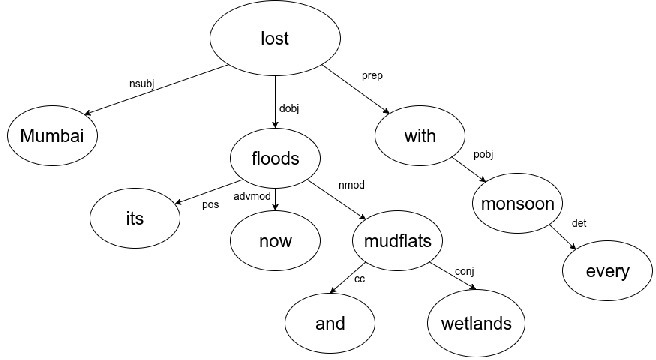 lost
nsubj
prep
dobj
Mumbai
with
floods
pobj
pos
advmod
nmod
monsoon
its
now
mudflats
det
every
cc
conj
and
wetlands